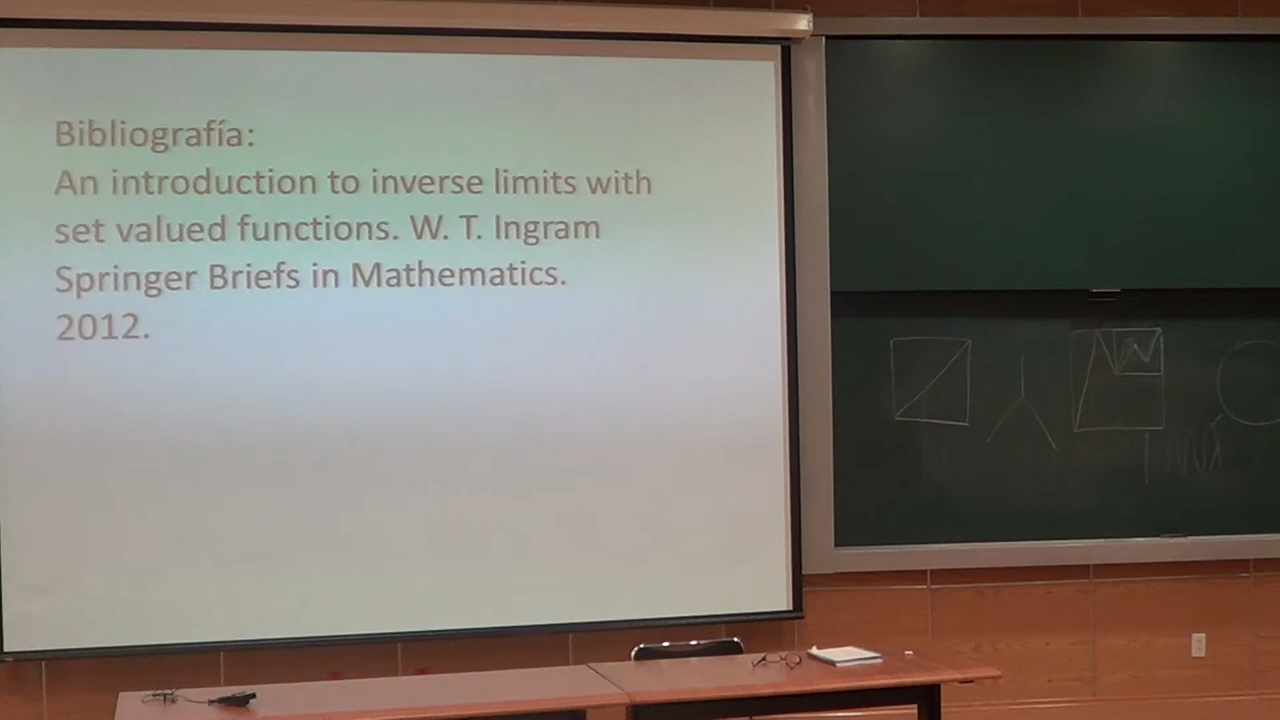 Bibliografía:
An introduction to inverse limits with
set valued functions. W. T. Ingram
Springer Briefs in Mathematics.
2012.